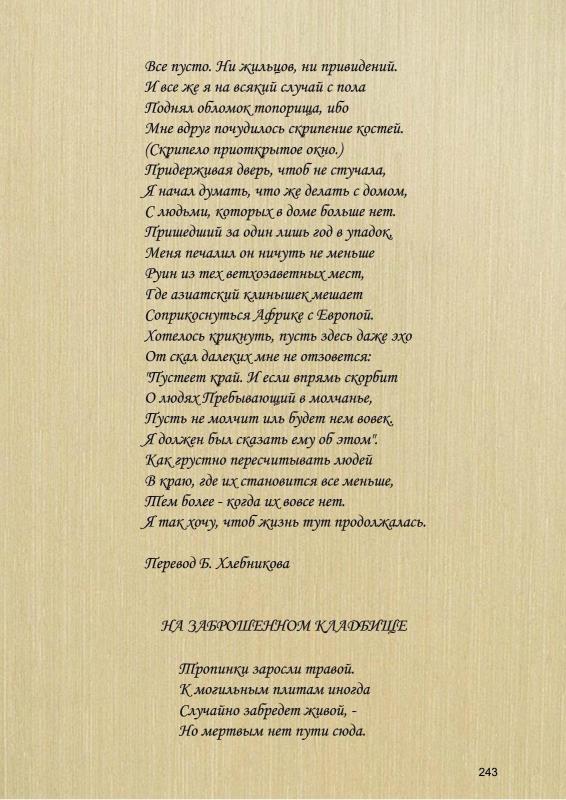 Все пусто. Ни жильцов, ни привидений.
И все же я на всякий случай с пола
Поднял обломок топорища, ибо
Мне вдруг почудилось скрипение костей.
(Скрипело приоткрытое окно.)
Придерживая дверь, чтоб не стучала,
Я начал думать, что же делать с домом,
С людьми, которых в доме больше нет.
Пришедший за один лишь год в упадок,
Меня печалил он ничуть не меньше
Руин из тех ветхозаветных мест,
Где азиатский клинышек мешает
Соприкоснуться Африке с Европой.
Хотелось крикнуть, пусть здесь даже эхо
От скал далеких мне не отзовется:
"Пустеет край. И если впрямь скорбит
О людях Пребывающий в молчанье,
Пусть не молчит иль будет нем вовек.
Я должен был сказать ему об этом".
Как грустно пересчитывать людей
В краю, где их становится все меньше,
Тем более - когда их вовсе нет.
Я так хочу, чтоб жизнь тут продолжалась.
Перевод Б. Хлебникова
НА ЗАБРОШЕННОМ КЛАДБИЩЕ
Тропинки заросли травой.
К могильным плитам иногда
Случайно забредет живой, -
Но мертвым нет пути сюда.
243